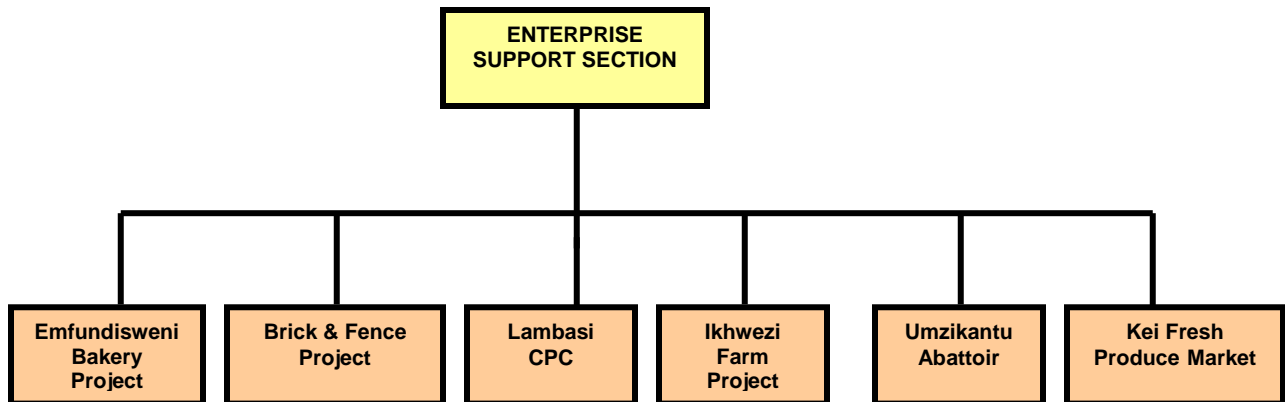 ENTERPRISE
SUPPORT SECTION
Emfundisweni
Bakery
Project
Brick & Fence
Project
Lambasi
CPC
Ikhwezi
Farm
Project
Umzikantu
Abattoir
Kei Fresh
Produce Market